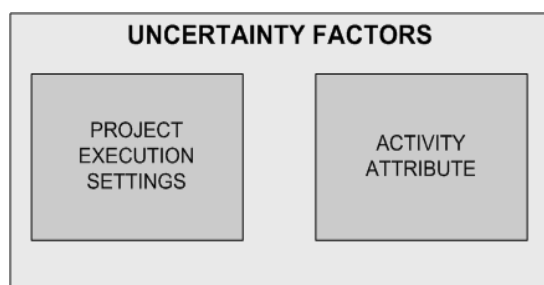 UNCERTAINTY FACTORS
PROJECT
EXECUTION
SETTINGS
ACTIVITY
ATTRIBUTE